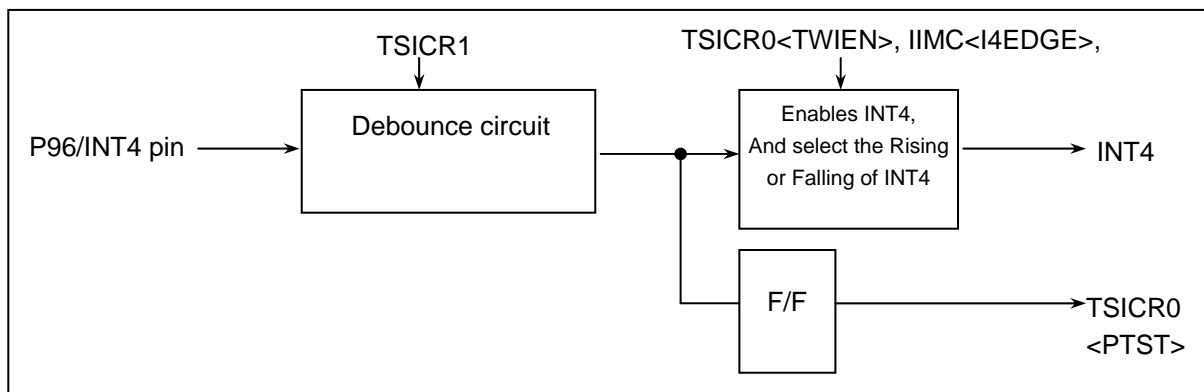 TSICR1
TSICR0<TWIEN>, IIMC<I4EDGE>,
P96/INT4 pin
Debounce circuit
Enables INT4,
And select the Rising
or Falling of INT4
INT4
F/F
TSICR0
<PTST>